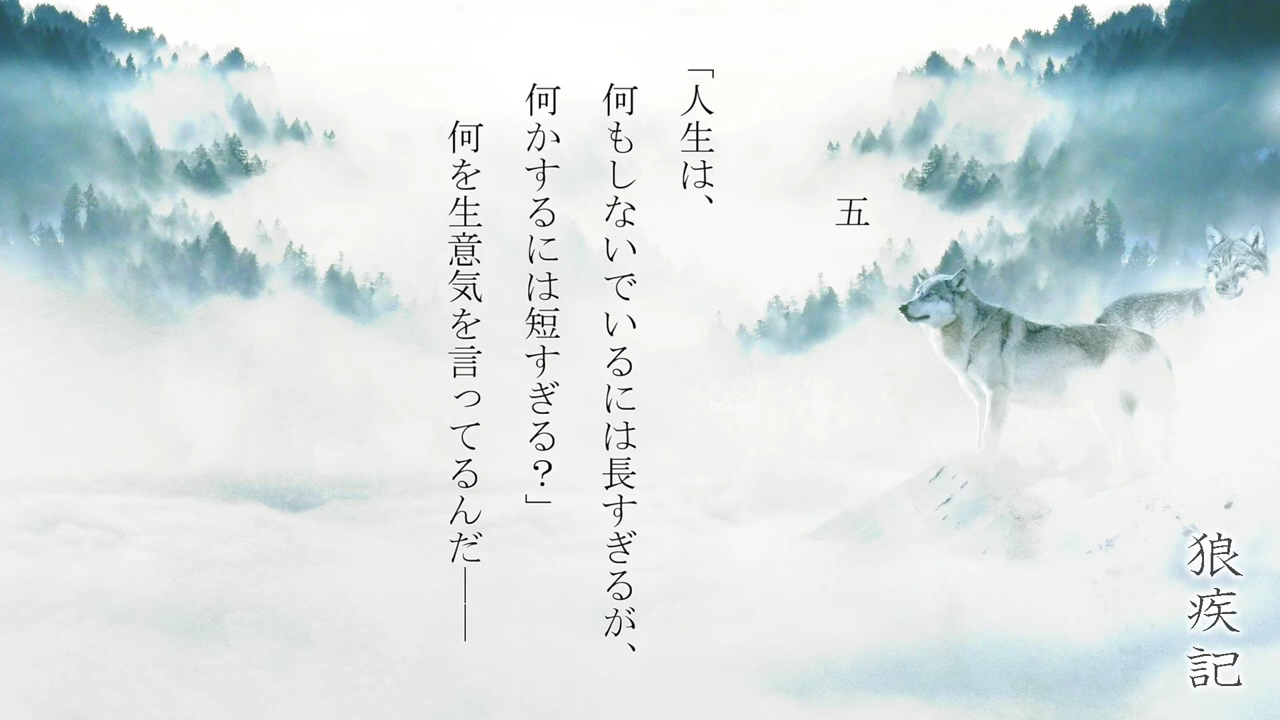 五
「人生は、
何もしないでいるには長すぎるが、
何かするには短すぎる？」
何を生意気を言ってるんだ――
狼疾記